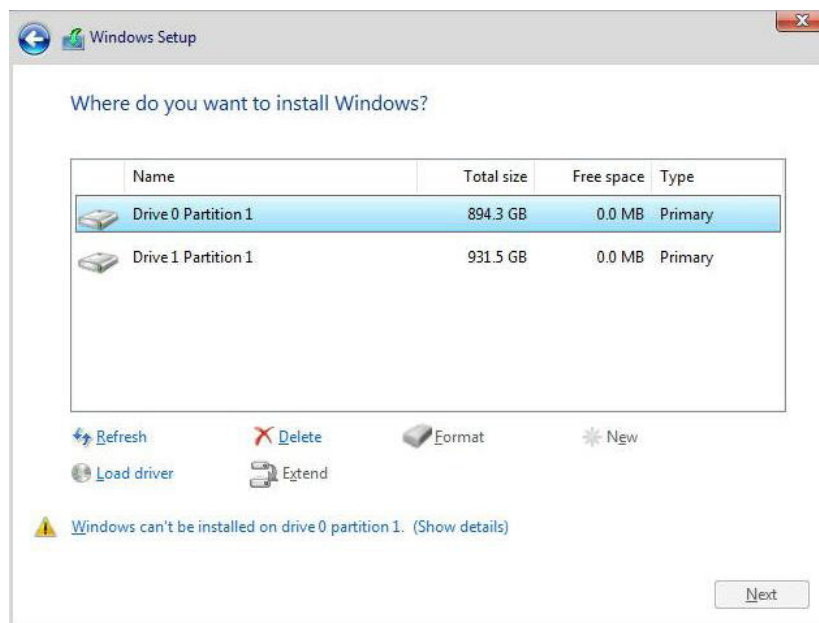 Windows Setup
Where do you want to install Windows?
Name Total size Free space Type
Drive 0 Partition 1 894.3 GB 0.0 MB Primary
Drive 1 Partition 1 931.5 GB 0.0 MB Primary
Refresh Delete Format New
Load driver Extend
Windows can't be installed on drive 0 partition 1. (Show details)
Next